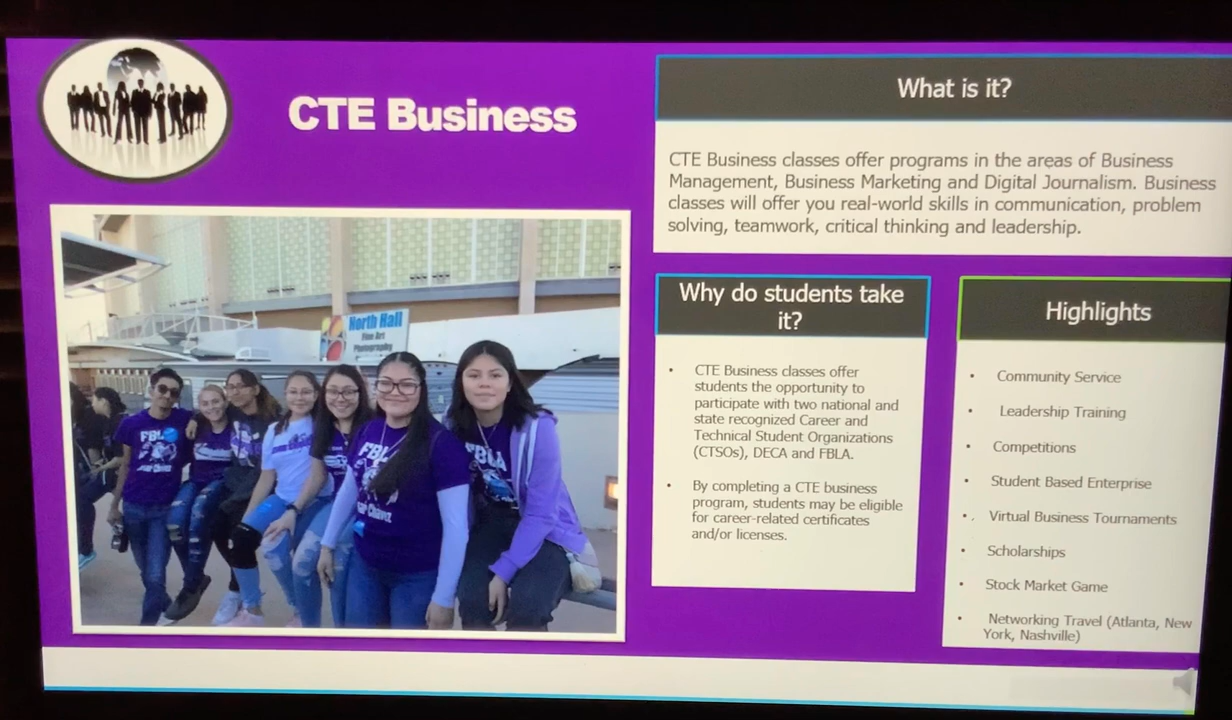 CTE Business
What is it?
CTE Business classes offer programs in the areas of Business
Management, Business Marketing and Digital Journalism. Business
classes will offer you real-world skills in communication, problem
solving, teamwork, critical thinking and leadership.
North Hall
Fine Art
Photography
FBLA
Why do students take
it?
• CTE Business classes offer
students the opportunity to
participate with two national and
state recognized Career and
Technical Student Organizations
(CTSOs), DECA and FBLA.
• By completing a CTE business
program, students may be eligible
for career-related certificates
and/or licenses.
Highlights
• Community Service
• Leadership Training
• Competitions
• Student Based Enterprise
• Virtual Business Tournaments
• Scholarships
• Stock Market Game
• Networking Travel (Atlanta, New
York, Nashville)